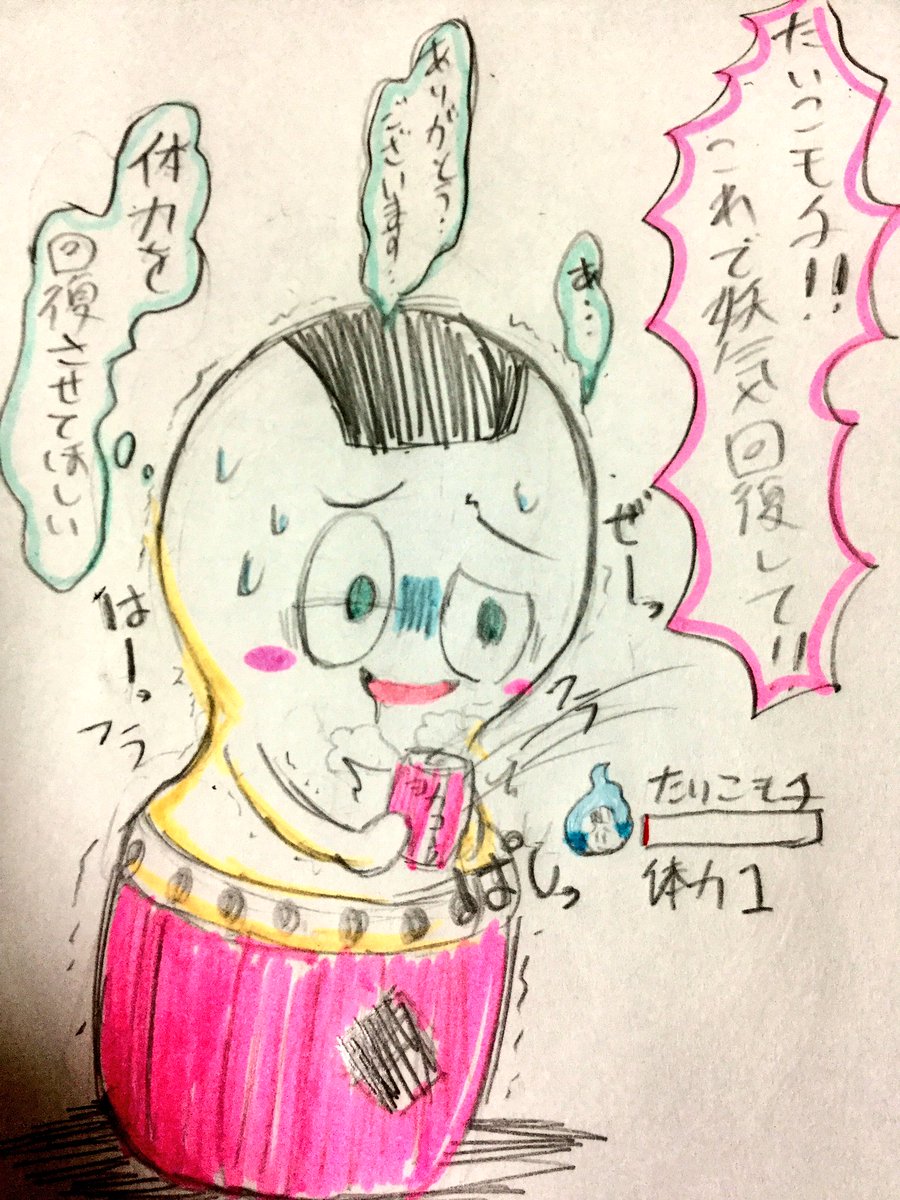 たいコモチ!!
これで妖気回復して!!
あ…
ありがとう…
ございます…
体力を
回復させてほしい
ぜーっ
はーっ
フラ
フラ
ぱしっ
たいこモチ
体力1